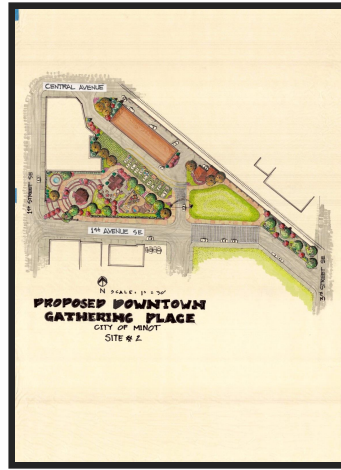 CENTRAL AVENUE
1ST STREET SE
1ST AVENUE SE
3RD STREET SE
N SCALE: 1" = 30'
PROPOSED DOWNTOWN
GATHERING PLACE
CITY OF MINOT
SITE # 2